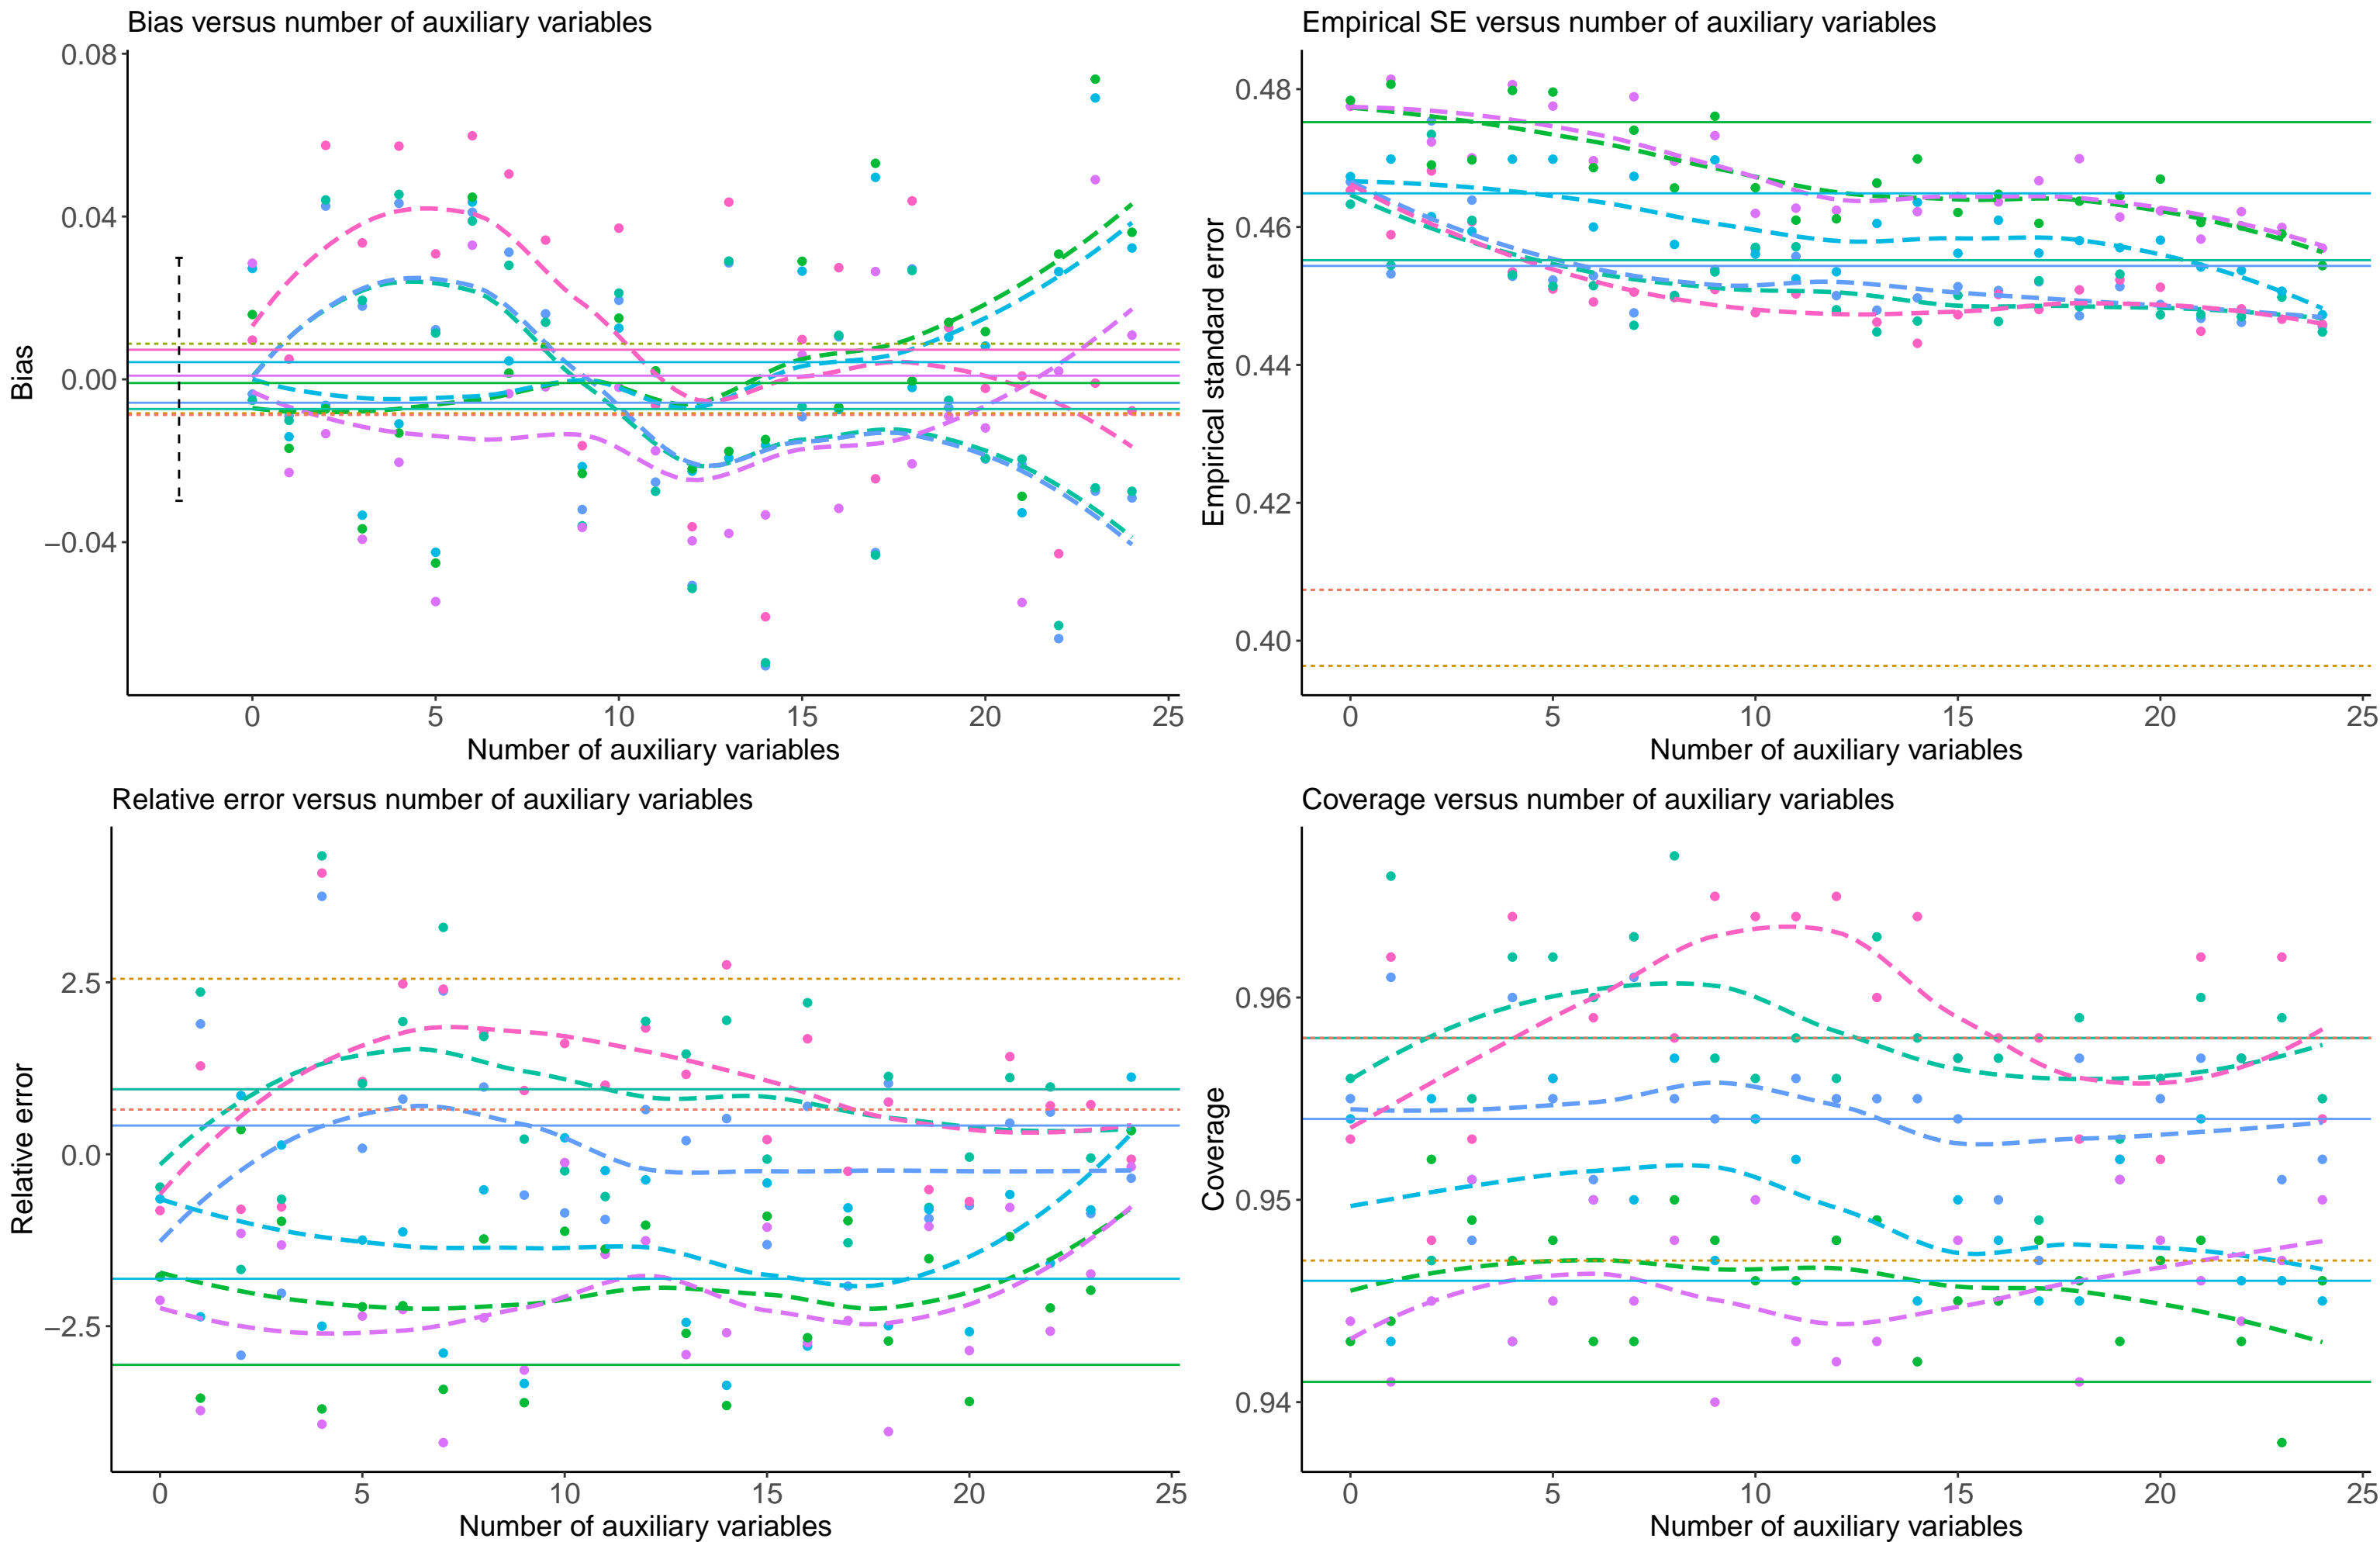 Bias versus number of auxiliary variables
0.08
0.04
0.00
−0.04
Bias
0 5 10 15 20 25
Number of auxiliary variables
Empirical SE versus number of auxiliary variables
0.48
0.46
0.44
0.42
0.40
Empirical standard error
0 5 10 15 20 25
Number of auxiliary variables
Relative error versus number of auxiliary variables
2.5
0.0
−2.5
Relative error
0 5 10 15 20 25
Number of auxiliary variables
Coverage versus number of auxiliary variables
0.96
0.95
0.94
Coverage
0 5 10 15 20 25
Number of auxiliary variables